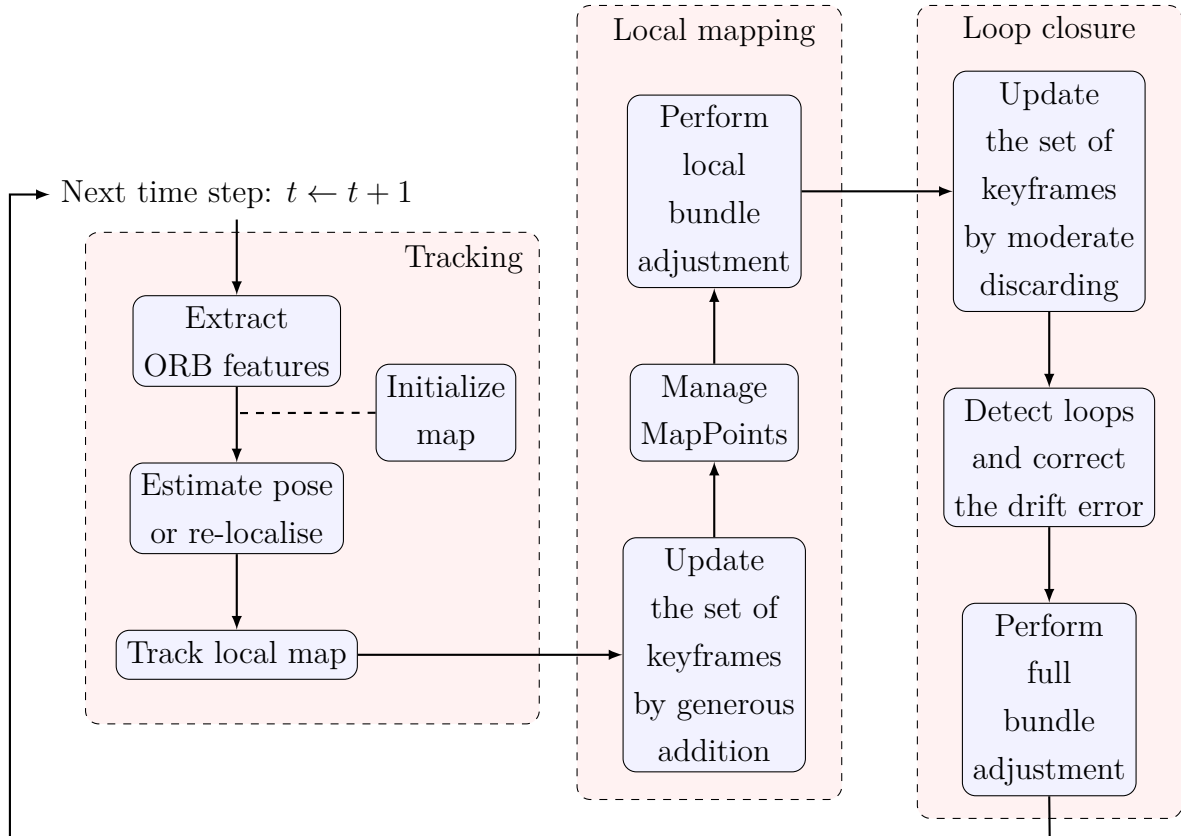 Next time step: t ← t + 1
Tracking
Extract
ORB features
Initialize
map
Estimate pose
or re-localise
Track local map
Local mapping
Perform
local
bundle
adjustment
Manage
MapPoints
Update
the set of
keyframes
by generous
addition
Loop closure
Update
the set of
keyframes
by moderate
discarding
Detect loops
and correct
the drift error
Perform
full
bundle
adjustment